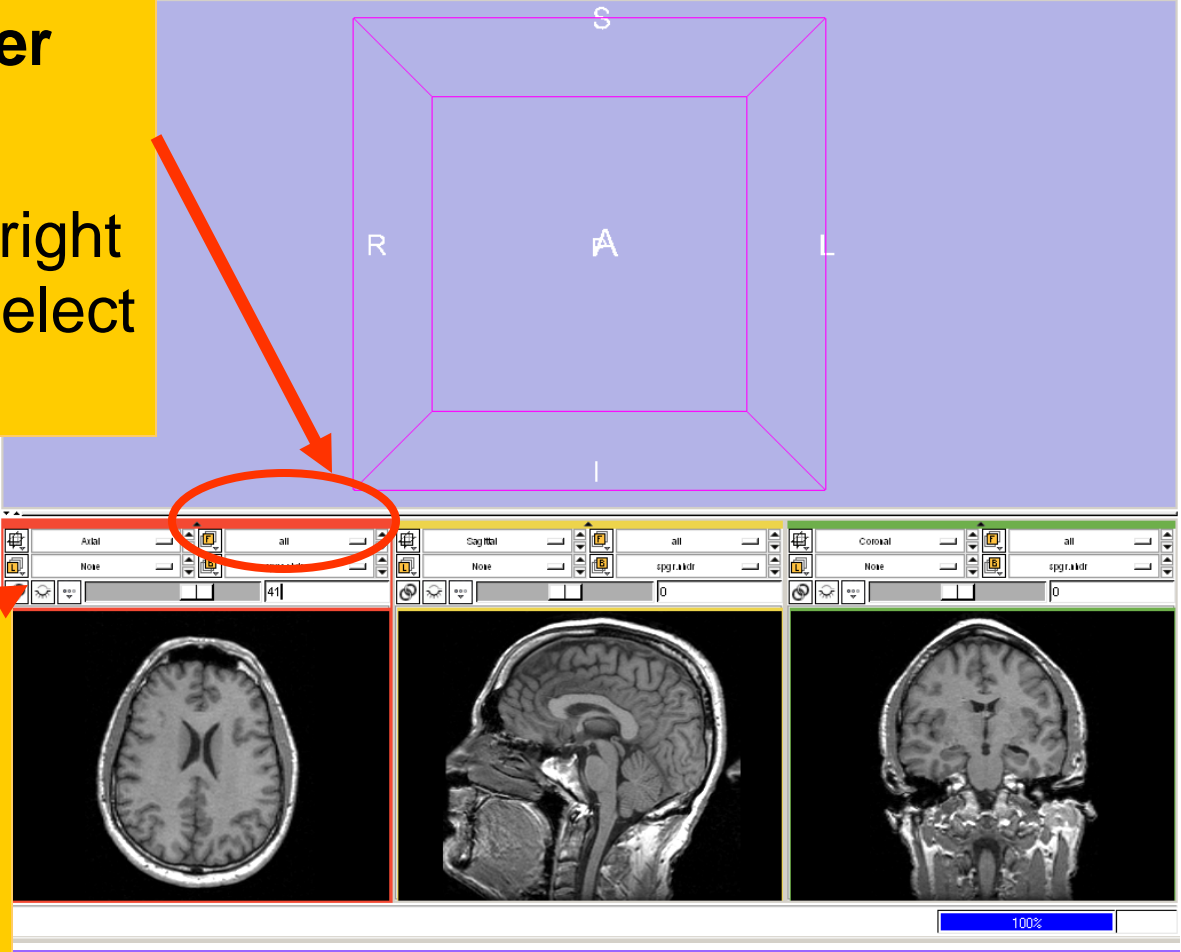 er
right
elect
S
R
A
L
I
Axial
F
all
L
None
B
41
Sagittal
F
all
L
None
B
spgr.nhdr
0
Coronal
F
all
L
None
B
spgr.nhdr
0
100%